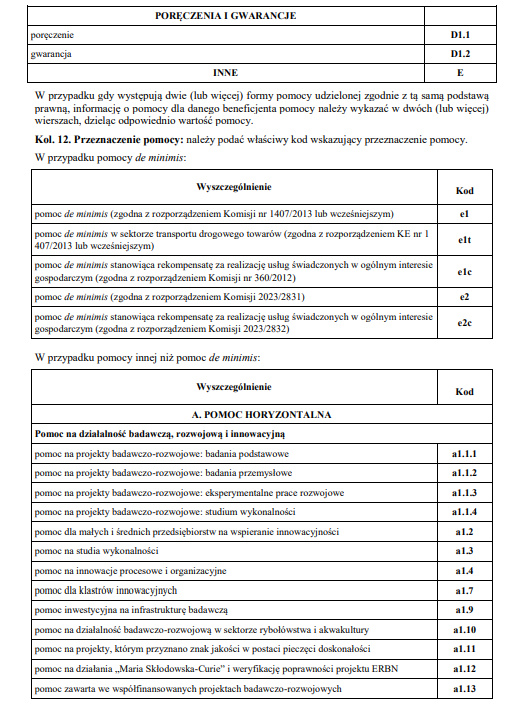 PORĘCZENIA I GWARANCJE
poręczenie D1.1
gwarancja D1.2
INNE E
W przypadku gdy występują dwie (lub więcej) formy pomocy udzielonej zgodnie z tą samą podstawą
prawną, informację o pomocy dla danego beneficjenta pomocy należy wykazać w dwóch (lub więcej)
wierszach, dzieląc odpowiednio wartość pomocy.
Kol. 12. Przeznaczenie pomocy: należy podać właściwy kod wskazujący przeznaczenie pomocy.
W przypadku pomocy de minimis:
Wyszczególnienie Kod
pomoc de minimis (zgodna z rozporządzeniem Komisji nr 1407/2013 lub wcześniejszym) e1
pomoc de minimis w sektorze transportu drogowego towarów (zgodna z rozporządzeniem KE nr 1
407/2013 lub wcześniejszym) e1t
pomoc de minimis stanowiąca rekompensatę za realizację usług świadczonych w ogólnym interesie
gospodarczym (zgodna z rozporządzeniem Komisji nr 360/2012) e1c
pomoc de minimis (zgodna z rozporządzeniem Komisji 2023/2831) e2
pomoc de minimis stanowiąca rekompensatę za realizację usług świadczonych w ogólnym interesie
gospodarczym (zgodna z rozporządzeniem Komisji 2023/2832) e2c
W przypadku pomocy innej niż pomoc de minimis:
Wyszczególnienie Kod
A. POMOC HORYZONTALNA
Pomoc na działalność badawczą, rozwojową i innowacyjną
pomoc na projekty badawczo-rozwojowe: badania podstawowe a1.1.1
pomoc na projekty badawczo-rozwojowe: badania przemysłowe a1.1.2
pomoc na projekty badawczo-rozwojowe: eksperymentalne prace rozwojowe a1.1.3
pomoc na projekty badawczo-rozwojowe: studium wykonalności a1.1.4
pomoc dla małych i średnich przedsiębiorstw na wspieranie innowacyjności a1.2
pomoc na studia wykonalności a1.3
pomoc na innowacje procesowe i organizacyjne a1.4
pomoc dla klastrów innowacyjnych a1.7
pomoc inwestycyjna na infrastrukturę badawczą a1.9
pomoc na działalność badawczo-rozwojową w sektorze rybołówstwa i akwakultury a1.10
pomoc na projekty, którym przyznano znak jakości w postaci pieczęci doskonałości a1.11
pomoc na działania „Maria Skłodowska-Curie” i weryfikację poprawności projektu ERBN a1.12
pomoc zawarta we współfinansowanych projektach badawczo-rozwojowych a1.13